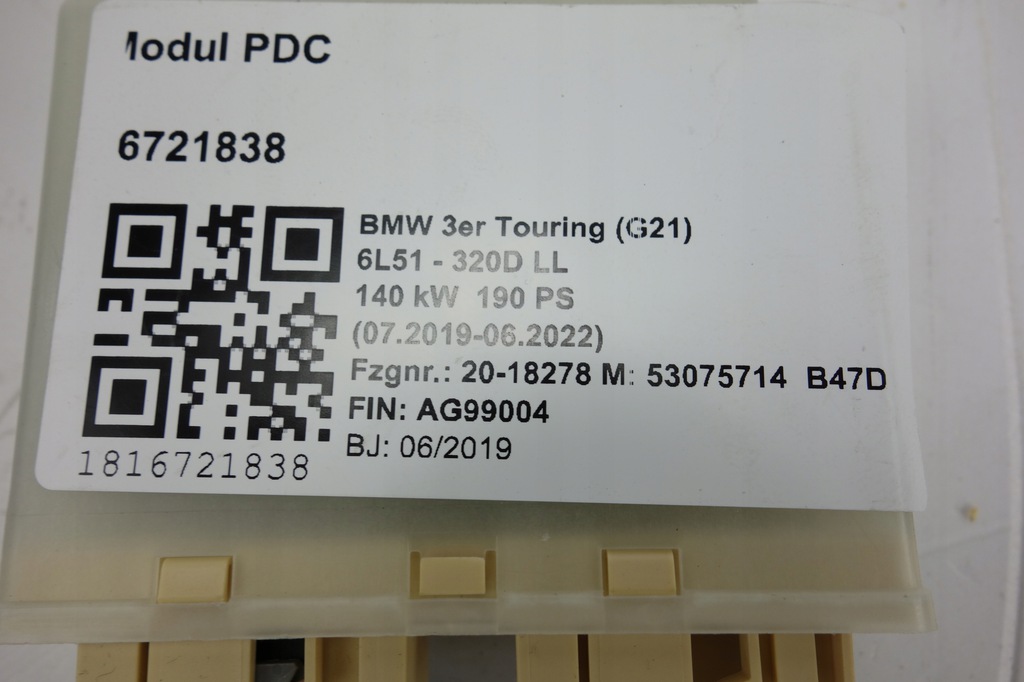 Modul PDC
6721838
BMW 3er Touring (G21)
6L51 - 320D LL
140 kW 190 PS
(07.2019-06.2022)
Fzgnr.: 20-18278 M: 53075714 B47D
FIN: AG99004
BJ: 06/2019
1816721838